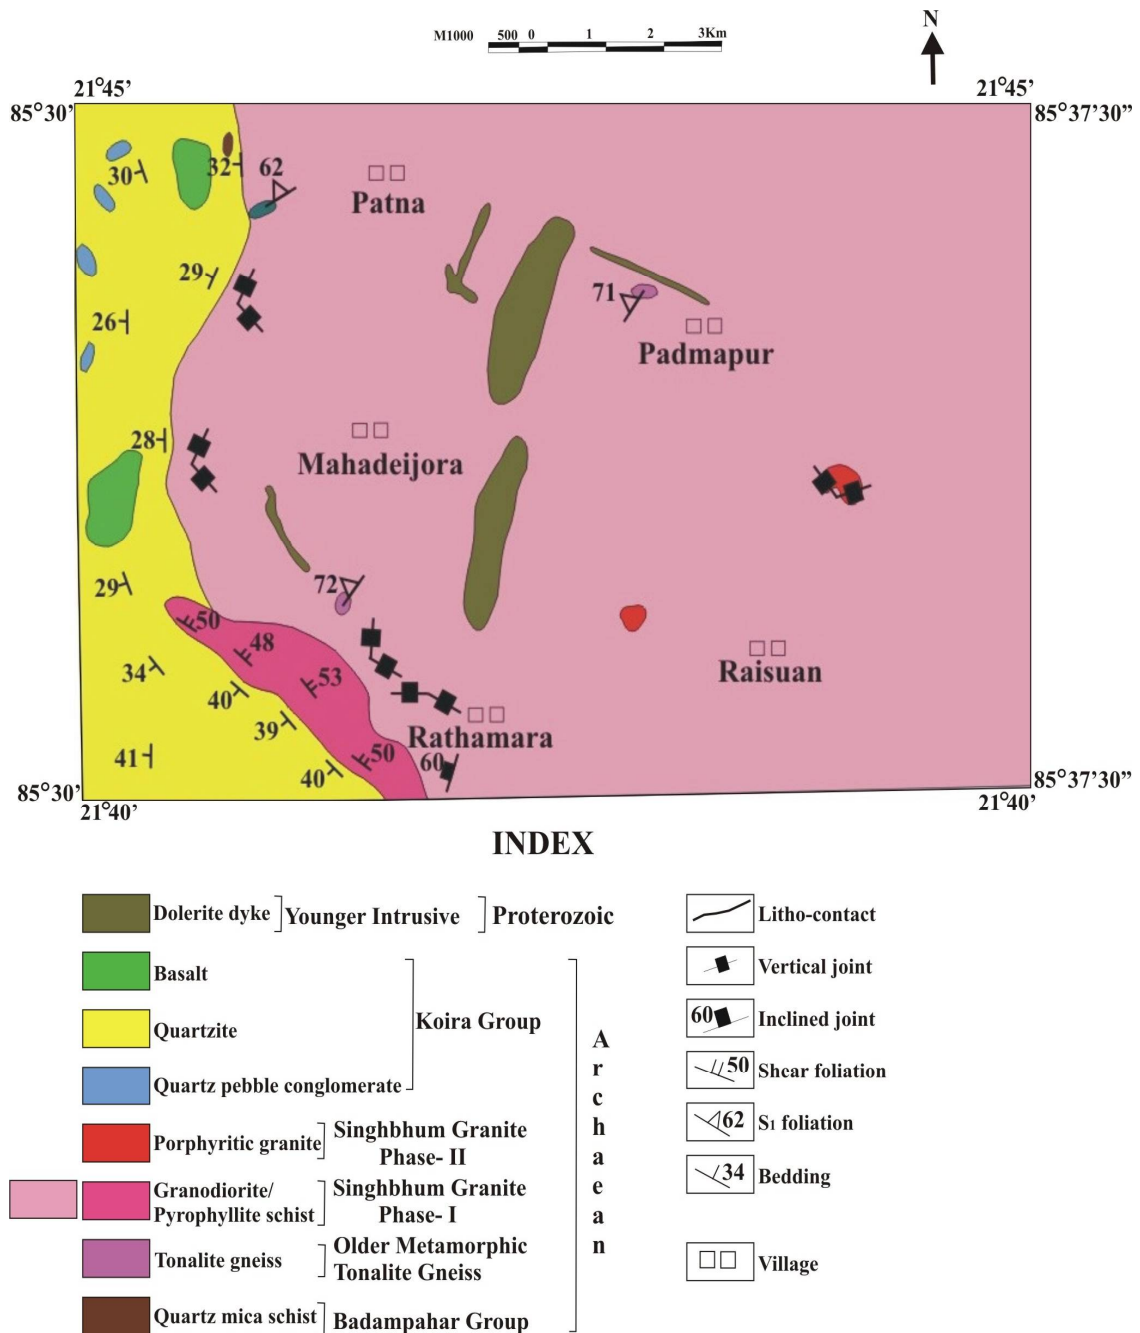 N
M1000 500 0 1 2 3Km
21°45’ 21°45’
85°30’ 85°37’30”
30
32
62
Patna
29
71
26
Padmapur
28
Mahadeijora
72
29
50
48
34
53
Raisuan
40
39
Rathamara
41
50
60
40
85°30’ 85°37’30”
21°40’ 21°40’
INDEX
Dolerite dyke Younger Intrusive Proterozoic
Basalt
Quartzite
Quartz pebble conglomerate
Koira Group
Porphyritic granite
Singhbhum Granite
Phase- II
Granodiorite/
Pyrophyllite schist
Singhbhum Granite
Phase- I
Tonalite gneiss
Older Metamorphic
Tonalite Gneiss
Quartz mica schist
Badampahar Group
Archaean
Litho-contact
Vertical joint
60 Inclined joint
50 Shear foliation
62 S1 foliation
34 Bedding
Village